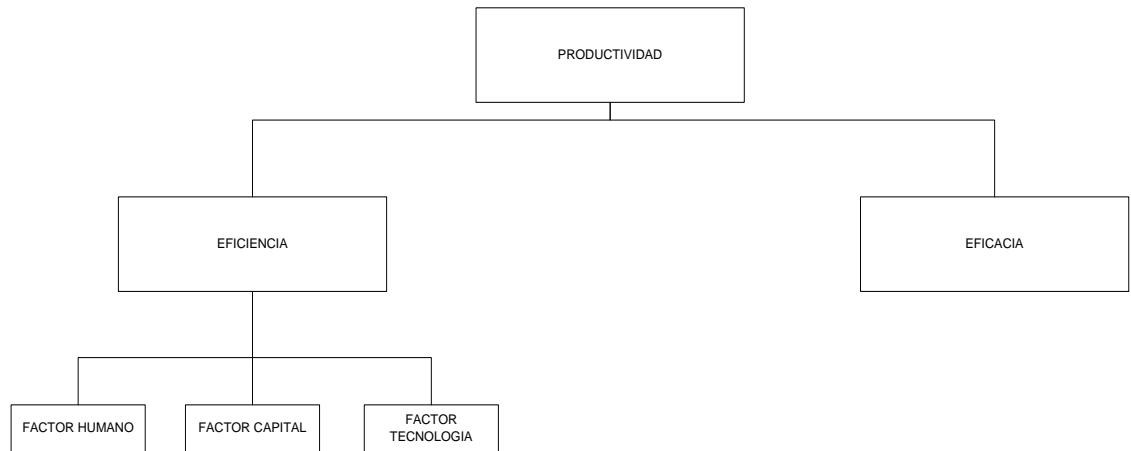 PRODUCTIVIDAD
EFICIENCIA
EFICACIA
FACTOR HUMANO
FACTOR CAPITAL
FACTOR
TECNOLOGIA